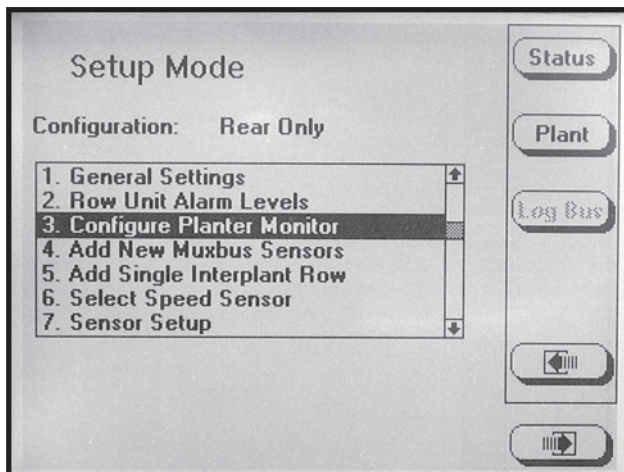 Setup Mode
Configuration: Rear Only
1. General Settings
2. Row Unit Alarm Levels
3. Configure Planter Monitor
4. Add New Muxbus Sensors
5. Add Single Interplant Row
6. Select Speed Sensor
7. Sensor Setup
Status
Plant
Log Bus